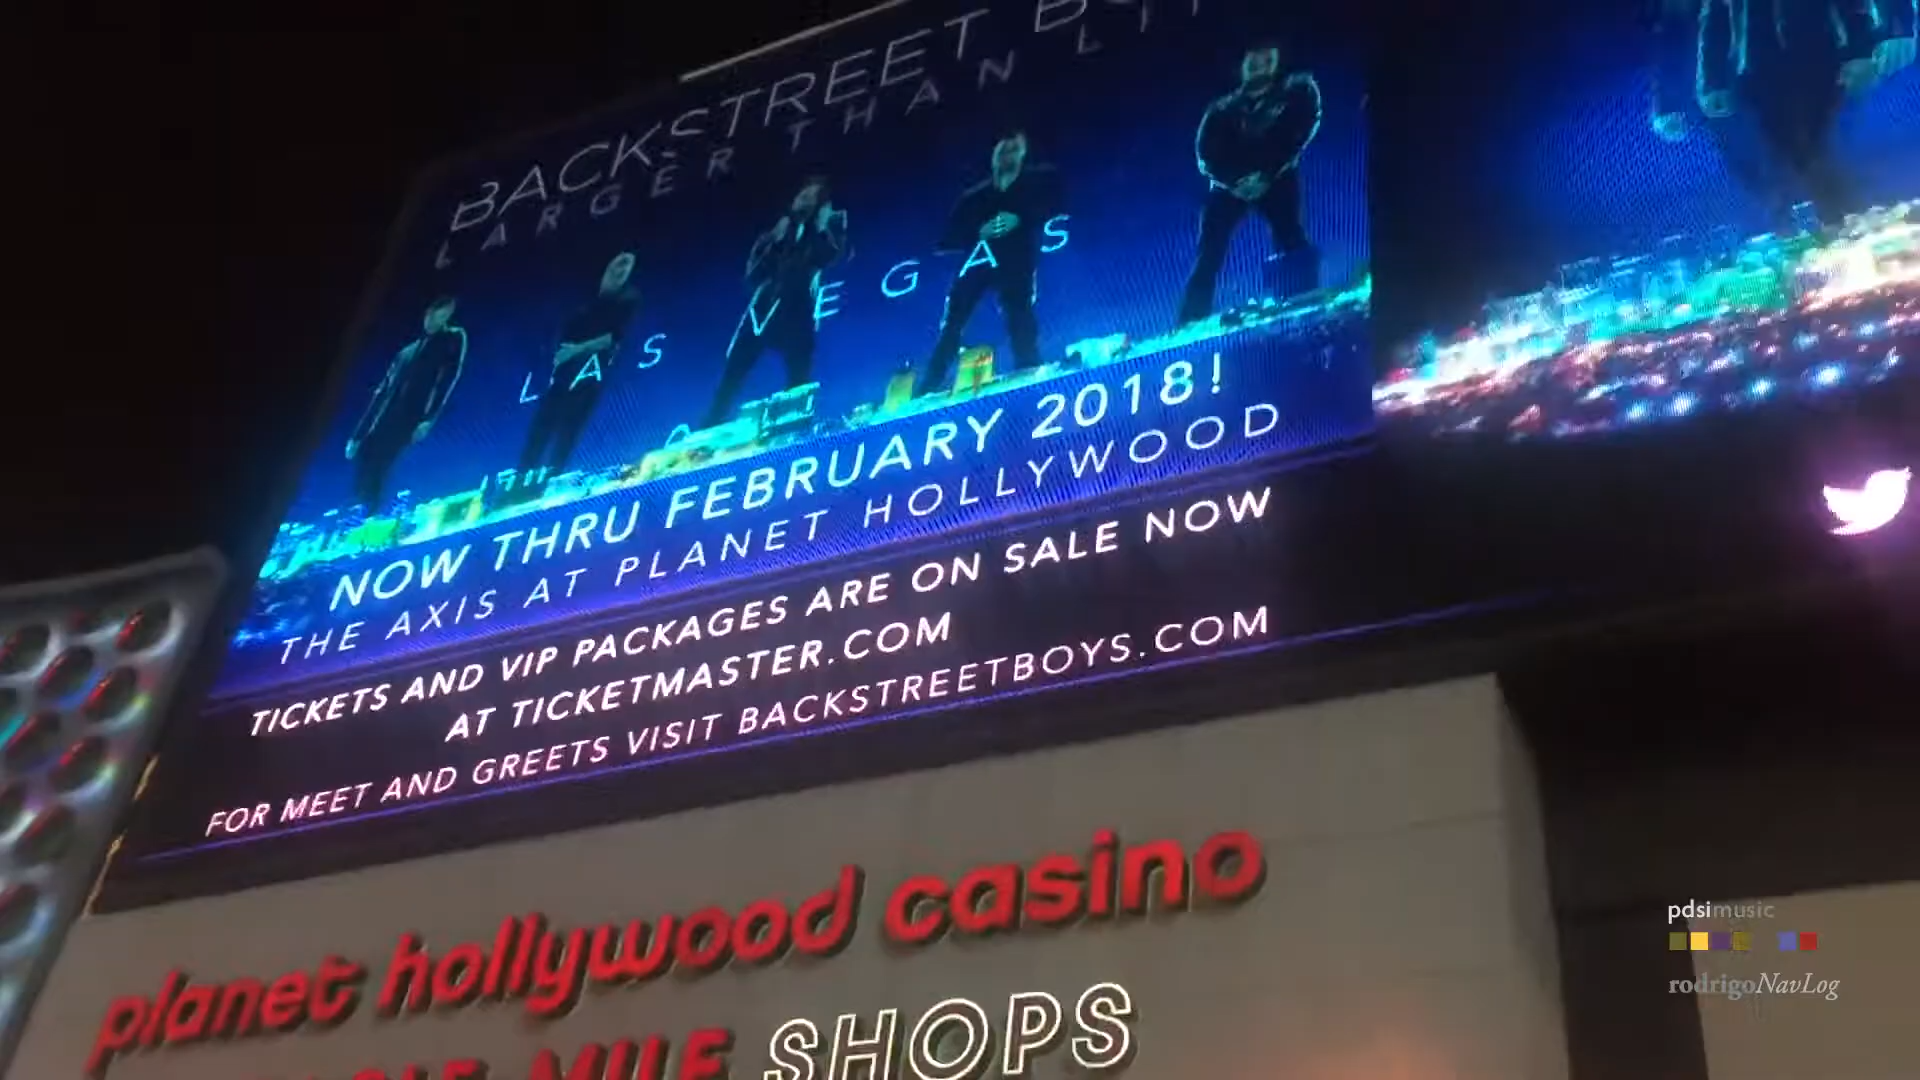 BACKSTREET
LARGER THAN
LAS VEGAS
NOW THRU FEBRUARY 2018!
THE AXIS AT PLANET HOLLYWOOD
TICKETS AND VIP PACKAGES ARE ON SALE NOW
AT TICKETMASTER.COM
FOR MEET AND GREETS VISIT BACKSTREETBOYS.COM
planet hollywood casino
MILE SHOPS
pdsimusic
rodrigoNavLog